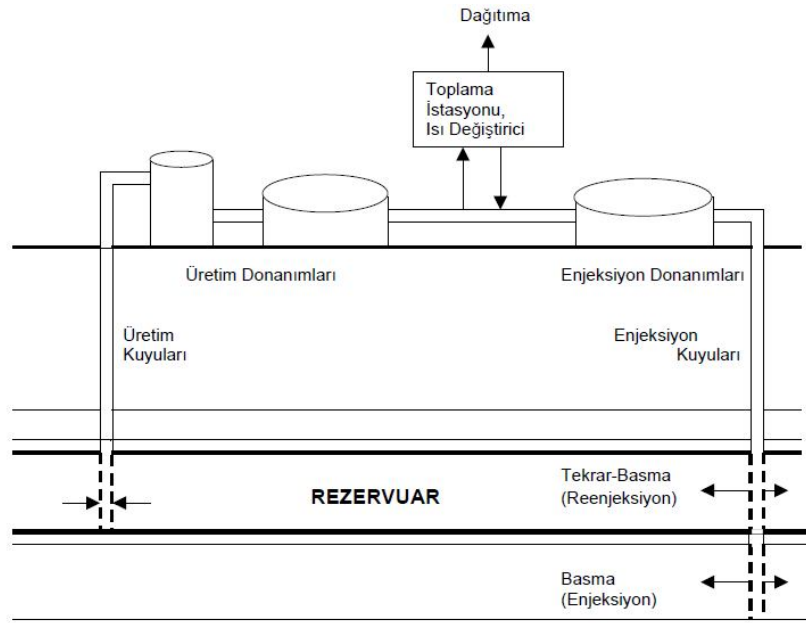 Dağıtıma
Toplama
İstasyonu,
Isı Değiştirici
Üretim Donanımları
Enjeksiyon Donanımları
Üretim
Kuyuları
Enjeksiyon
Kuyuları
REZERVUAR
Tekrar-Basma
(Reenjeksiyon)
Basma
(Enjeksiyon)